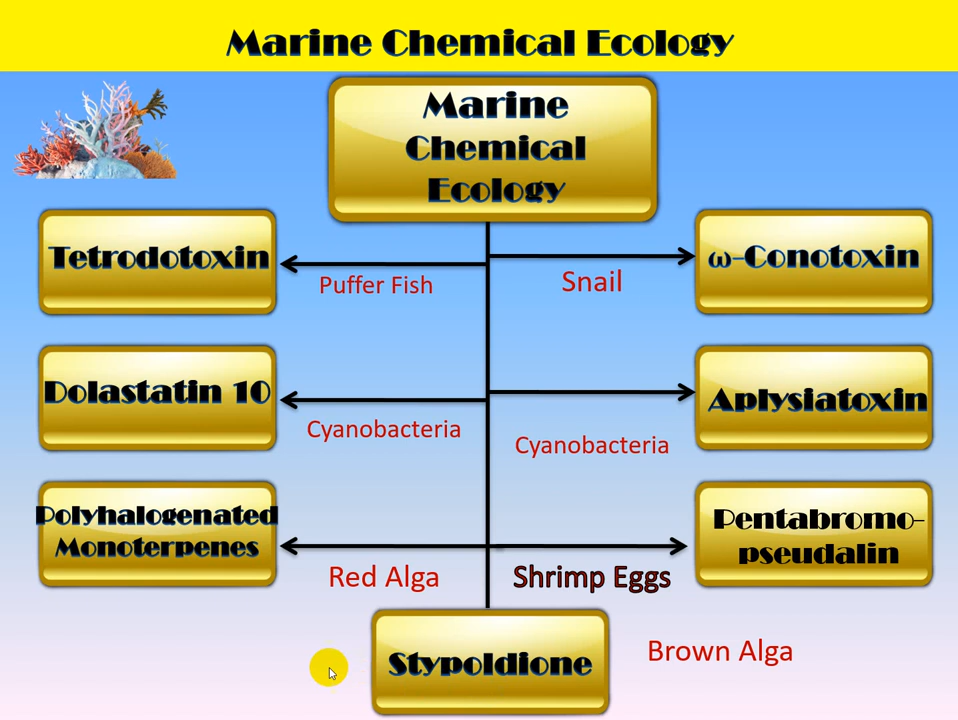 Marine Chemical Ecology
Marine
Chemical
Ecology
Tetrodotoxin
Puffer Fish
Snail
ω-Conotoxin
Dolastatin 10
Cyanobacteria
Cyanobacteria
Aplysiatoxin
Polyhalogenated
Monoterpenes
Red Alga
Shrimp Eggs
Pentabromo-
pseudalin
Stypoldione
Brown Alga